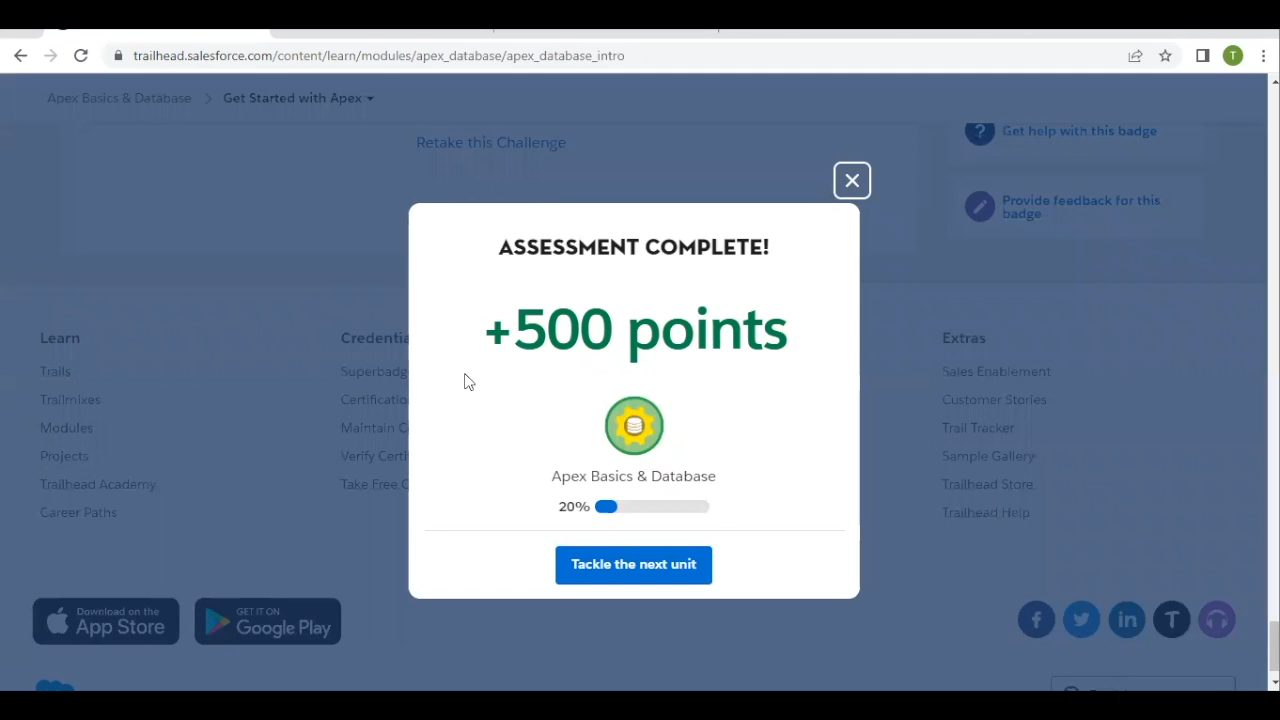 trailhead.salesforce.com/content/learn/modules/apex_database/apex_database_intro
T
Apex Basics & Database > Get Started with Apex
Retake this Challenge
Get help with this badge
Provide feedback for this
badge
ASSESSMENT COMPLETE!
+500 points
Apex Basics & Database
20%
Tackle the next unit
Learn
Trails
Trailmixes
Modules
Projects
Trailhead Academy
Career Paths
Extras
Sales Enablement
Customer Stories
Trail Tracker
Sample Gallery
Trailhead Store
Trailhead Help
Download on the
App Store
GET IT ON
Google Play